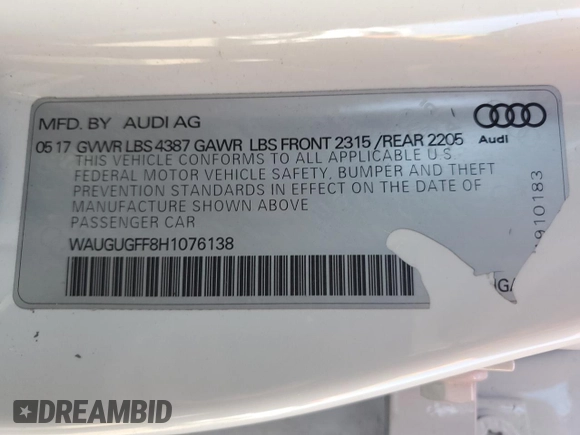 MFD. BY AUDI AG
05 17 GVWR LBS 4387 GAWR LBS FRONT 2315 / REAR 2205
Audi
THIS VEHICLE CONFORMS TO ALL APPLICABLE U.S.
FEDERAL MOTOR VEHICLE SAFETY, BUMPER AND THEFT
PREVENTION STANDARDS IN EFFECT ON THE DATE OF
MANUFACTURE SHOWN ABOVE
PASSENGER CAR
WAUGUGFF8H1076138
910183
DREAMBID